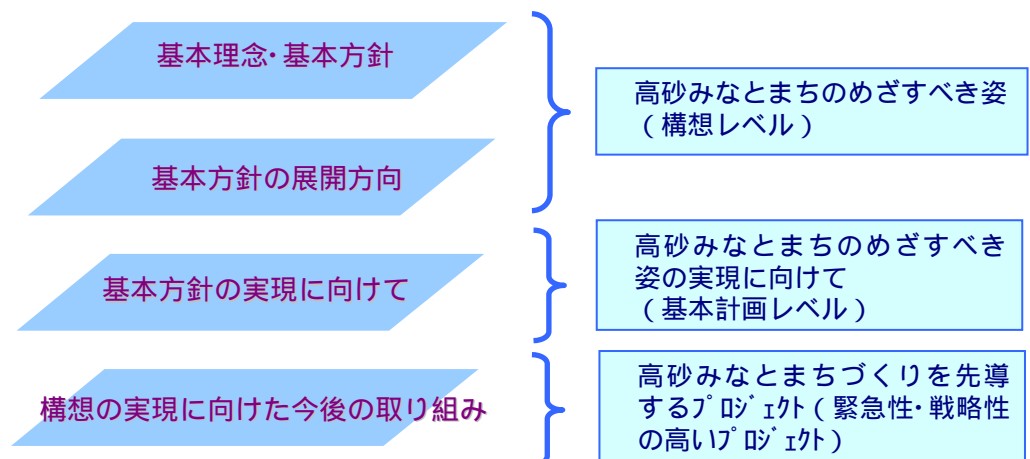 基本理念・基本方針
高砂みなとまちのめざすべき姿
（構想レベル）
基本方針の展開方向
基本方針の実現に向けて
高砂みなとまちのめざすべき
姿の実現に向けて
（基本計画レベル）
構想の実現に向けた今後の取り組み
高砂みなとまちづくりを先導
するﾌﾟﾛｼﾞｪｸﾄ（緊急性・戦略性
の高いﾌﾟﾛｼﾞｪｸﾄ）